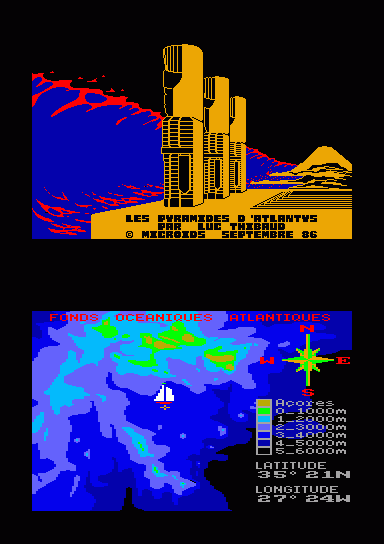 LES PYRAMIDES D'ATLANTYS
PAR LUC THIBAUD
© MICROIDS SEPTEMBRE 86
FONDS OCEANIQUES ATLANTIQUES
N
W E
S
Açores
0_1000m
1_2000m
2_3000m
3_4000m
4_5000m
5_6000m
LATITUDE
35° 21N
LONGITUDE
27° 24W